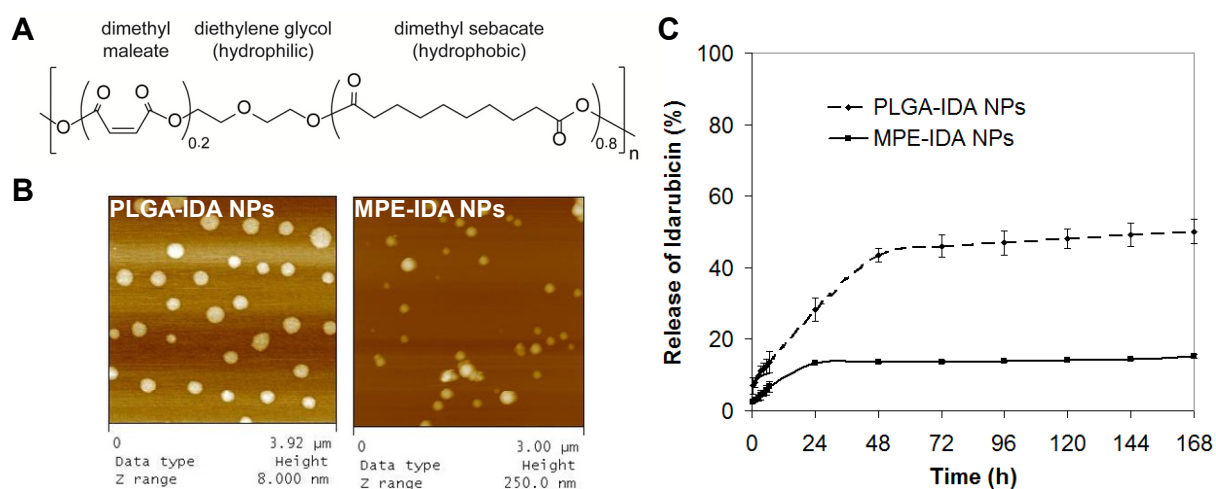 A
dimethyl
maleate
diethylene glycol
(hydrophilic)
dimethyl sebacate
(hydrophobic)
O
O
O
O
O
O
O
O
O
0.2
0.8
n
B
PLGA-IDA NPs
0
3.92 µm
Data type
Height
Z range
8.000 nm
MPE-IDA NPs
0
3.00 µm
Data type
Height
Z range
250.0 nm
C
Release of Idarubicin (%)
100
80
60
40
20
0
PLGA-IDA NPs
MPE-IDA NPs
0 24 48 72 96 120 144 168
Time (h)